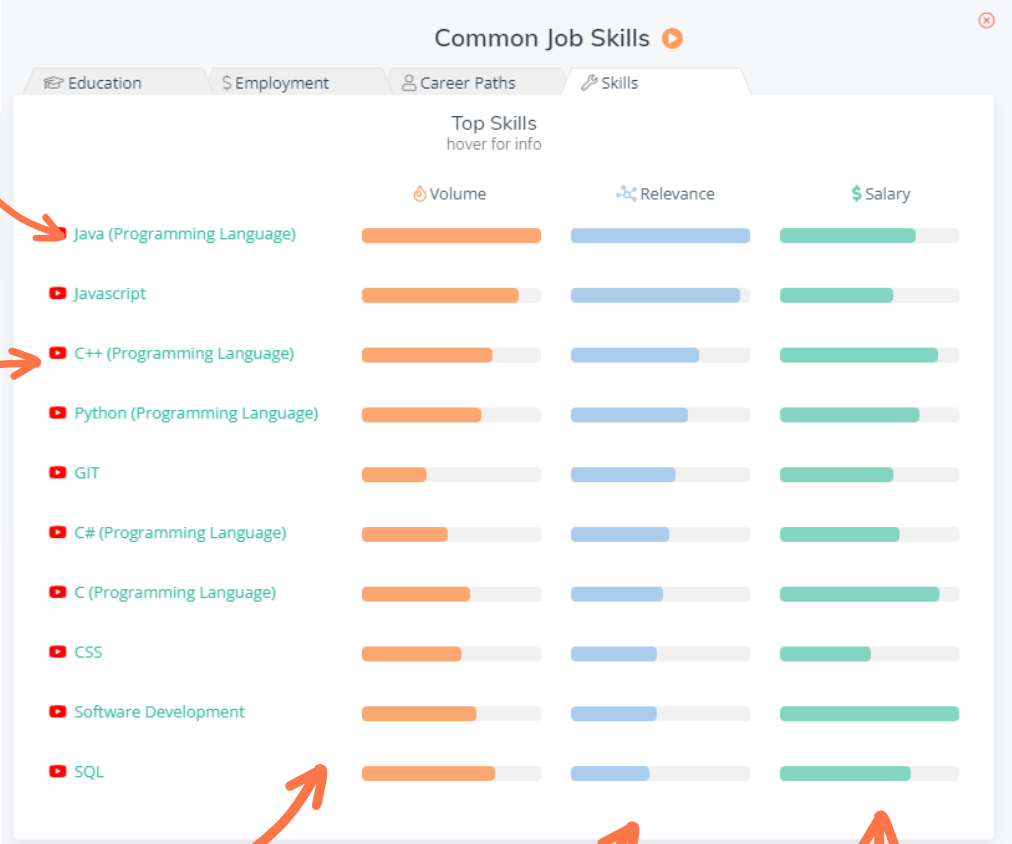 Common Job Skills
Education $ Employment Career Paths Skills
Top Skills
hover for info
Volume Relevance $ Salary
Java (Programming Language)
Javascript
C++ (Programming Language)
Python (Programming Language)
GIT
C# (Programming Language)
C (Programming Language)
CSS
Software Development
SQL